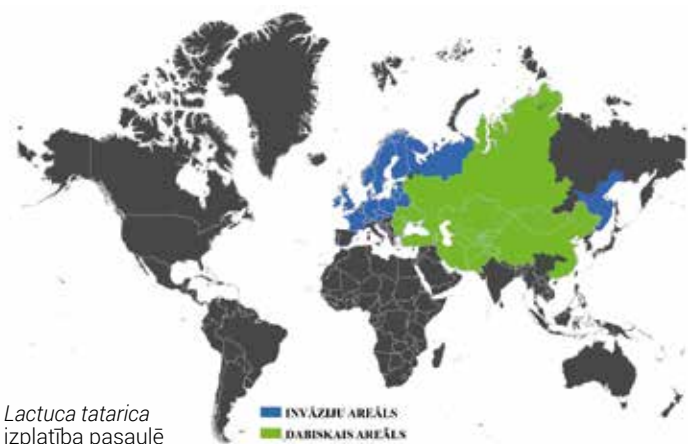 Lactuca tatarica
izplatība pasaulē
INVĀZIJU AREĀLS
DABISKAIS AREĀLS